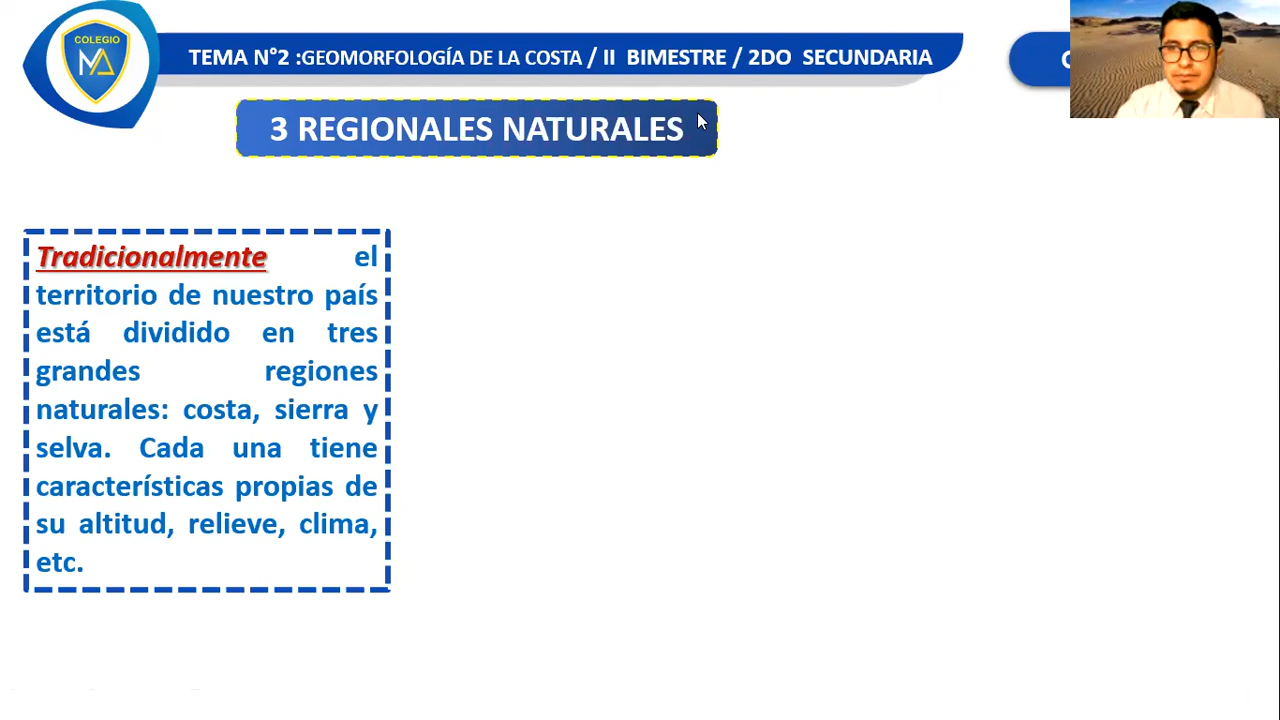 COLEGIO
TEMA N°2 :GEOMORFOLOGÍA DE LA COSTA / II BIMESTRE / 2DO SECUNDARIA
3 REGIONALES NATURALES
Tradicionalmente el
territorio de nuestro país
está dividido en tres
grandes regiones
naturales: costa, sierra y
selva. Cada una tiene
características propias de
su altitud, relieve, clima,
etc.